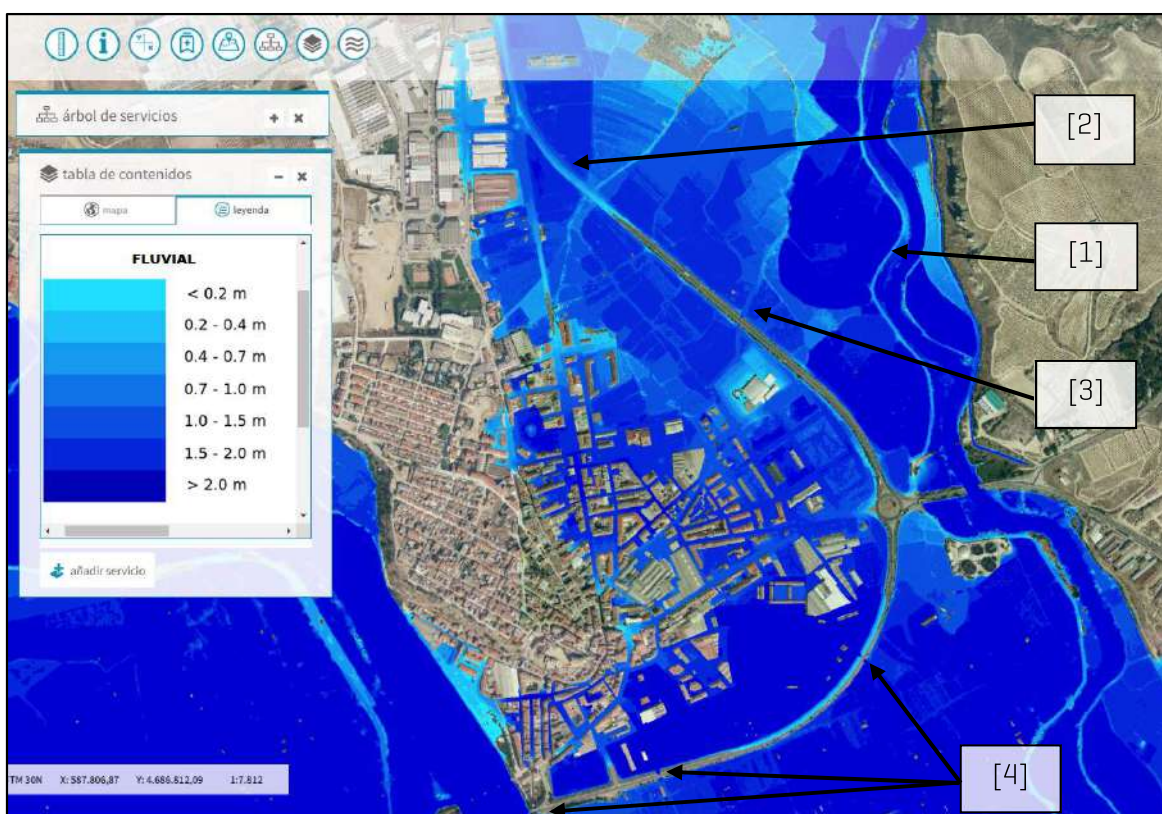 árbol de servicios
tabla de contenidos
mapa
leyenda
FLUVIAL
< 0.2 m
0.2 - 0.4 m
0.4 - 0.7 m
0.7 - 1.0 m
1.0 - 1.5 m
1.5 - 2.0 m
> 2.0 m
añadir servicio
TM 30N X: 587.806,87 Y: 4.686.812,09 1:7.812
[2]
[1]
[3]
[4]